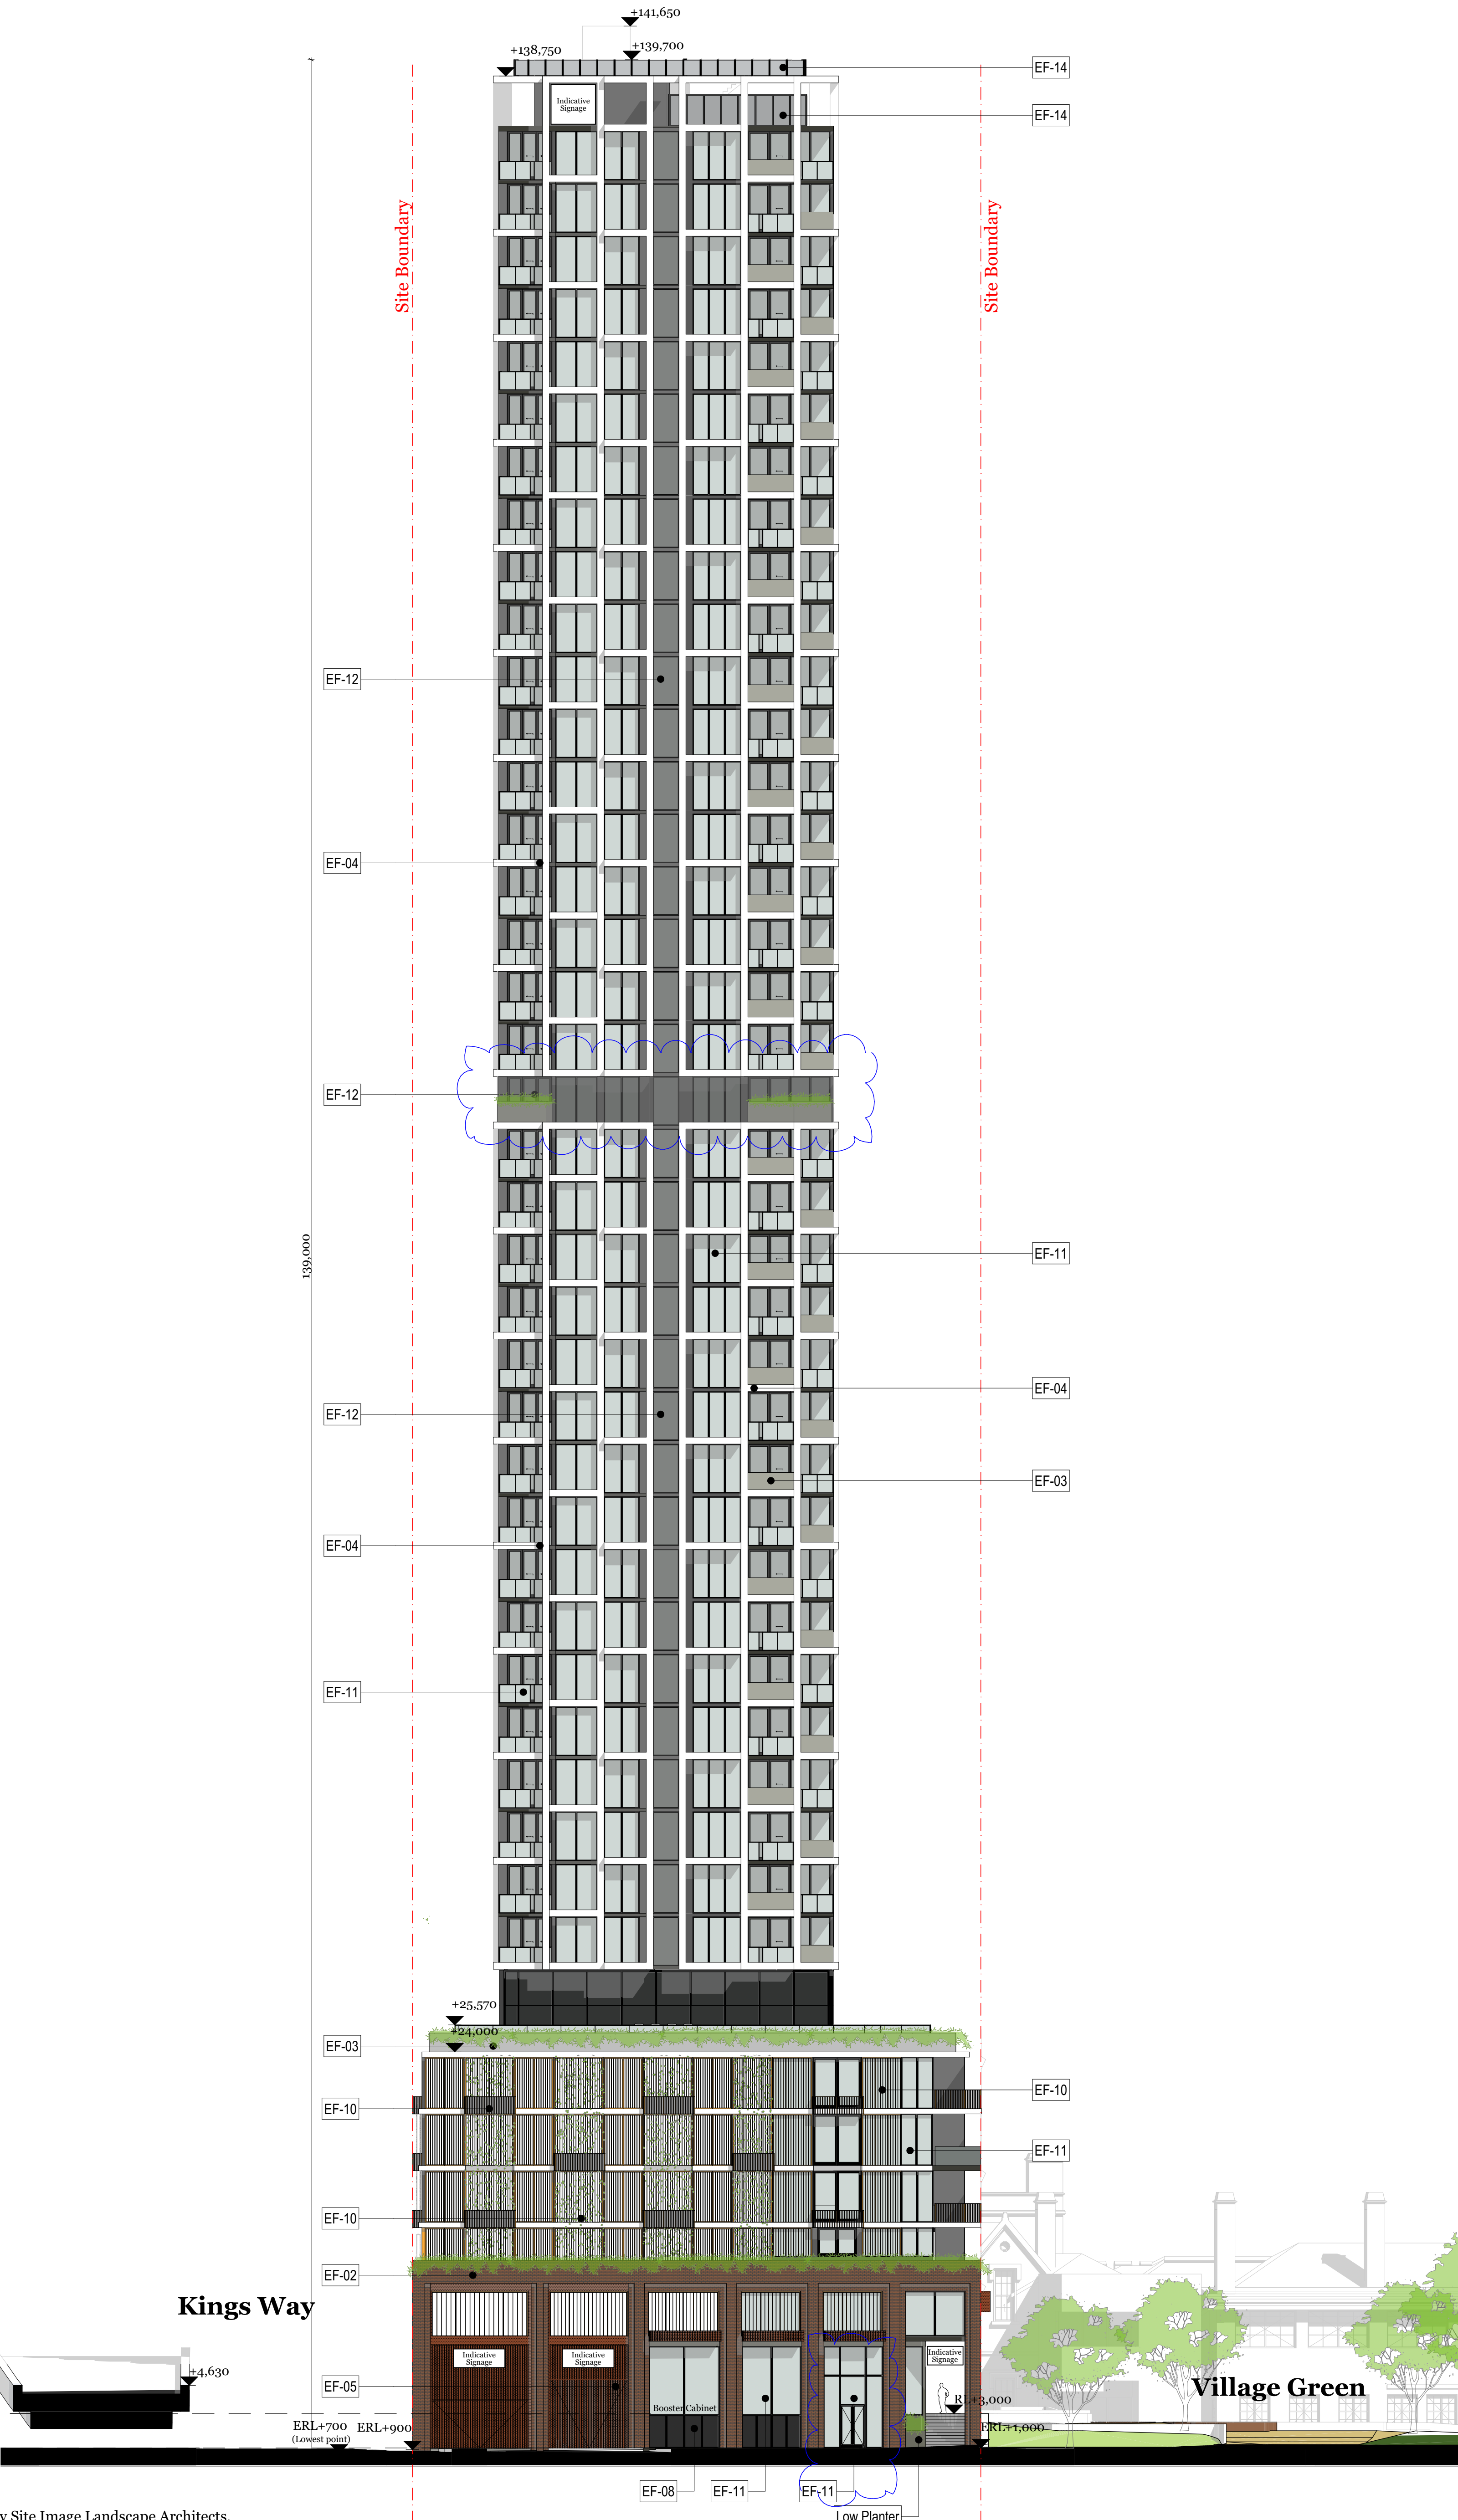 +141,650
+138,750
+139,700
EF-14
Indicative
Signage
EF-14
Site Boundary
Site Boundary
EF-12
EF-04
EF-12
139,000
EF-11
EF-04
EF-12
EF-03
EF-04
EF-11
+25,570
+24,000
EF-03
EF-10
EF-10
EF-11
EF-10
EF-02
Kings Way
Indicative
Signage
Indicative
Signage
Indicative
Signage
+4,630
EF-05
Village Green
Booster Cabinet
RL+3,000
ERL+700
(Lowest point)
ERL+900
ERL+1,000
EF-08
EF-11
EF-11
Low Planter
y Site Image Landscape Architects.